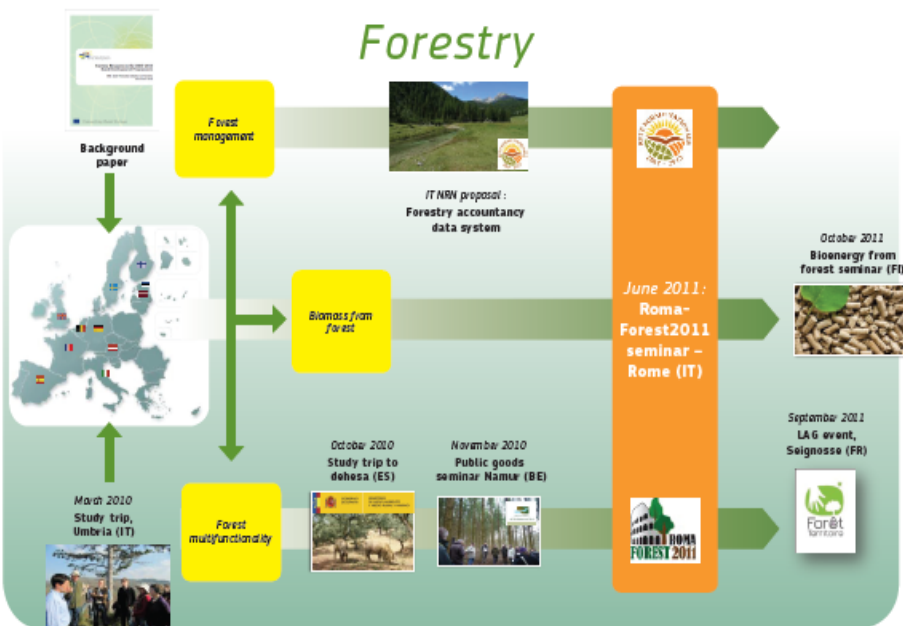 Forestry
Background
paper
Forest
management
IT NRN proposal :
Forestry accountancy
data system
October 2011
Bioenergy from
forest seminar (FI)
Biomass from
forest
June 2011:
Roma-
Forest2011
seminar –
Rome (IT)
September 2011
LAG event,
Seignosse (FR)
October 2010
Study trip to
dehesa (ES)
November 2010
Public goods
seminar Namur (BE)
March 2010
Study trip,
Umbria (IT)
Forest
multifunctionality
ROMA
FOREST 2011
Forêt